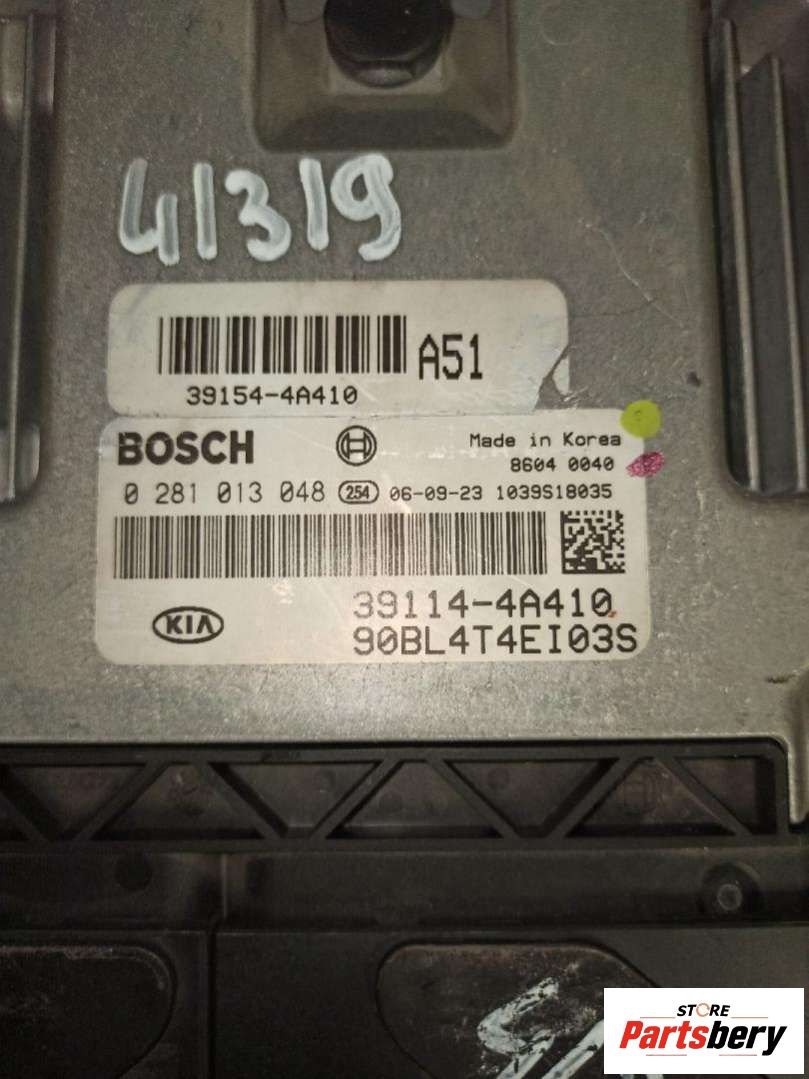 41319
A51
39154-4A410
BOSCH Made in Korea
8604 0040
0 281 013 048 254 06-09-23 1039S18035
39114-4A410
KIA 90BL4T4EI03S
STORE
Partsbery